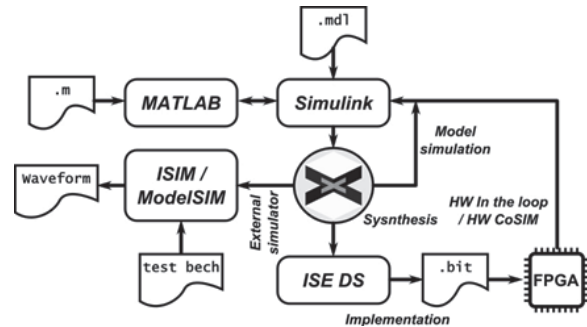 .mdl
.m
MATLAB
Simulink
Model
simulation
Waveform
ISIM /
ModelSIM
External
simulator
Sysnthesis
HW In the loop
/ HW CoSIM
test bech
ISE DS
.bit
FPGA
Implementation